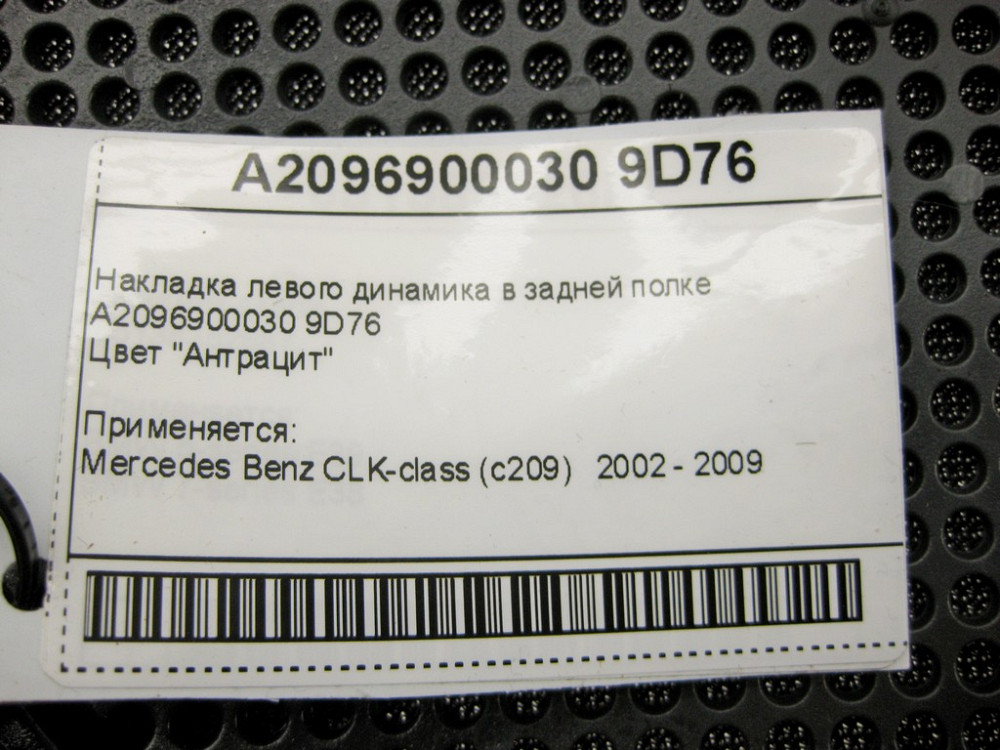 A2096900030 9D76
Накладка левого динамика в задней полке
A2096900030 9D76
Цвет "Антрацит"
Применяется:
Mercedes Benz CLK-class (c209) 2002 - 2009